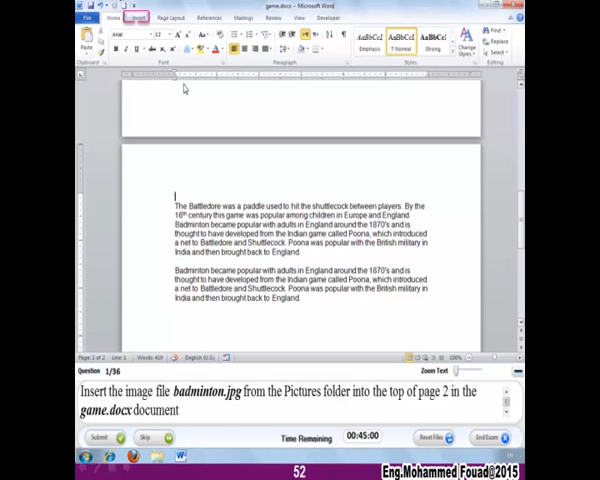 game.docx - Microsoft Word
File Home Insert Page Layout References Mailings Review View Developer
Paste
Arial 12
AaBbCcI AaBbCcI AaBbCcI
Emphasis ¶ Normal Strong
Change Styles
Find
Replace
Select
Clipboard Font Paragraph Styles Editing
The Battledore was a paddle used to hit the shuttlecock between players. By the
16th century this game was popular among children in Europe and England.
Badminton became popular with adults in England around the 1870's and is
thought to have developed from the Indian game called Poona, which introduced
a net to Battledore and Shuttlecock. Poona was popular with the British military in
India and then brought back to England.
Badminton became popular with adults in England around the 1870's and is
thought to have developed from the Indian game called Poona, which introduced
a net to Battledore and Shuttlecock. Poona was popular with the British military in
India and then brought back to England.
Page: 2 of 2 Line: 1 Words: 419 English (U.S.) 100%
Question 1/36 Zoom Text
Insert the image file badminton.jpg from the Pictures folder into the top of page 2 in the
game.docx document
Submit Skip Time Remaining 00:45:00 Reset Files End Exam
52
Eng.Mohammed Fouad@2015